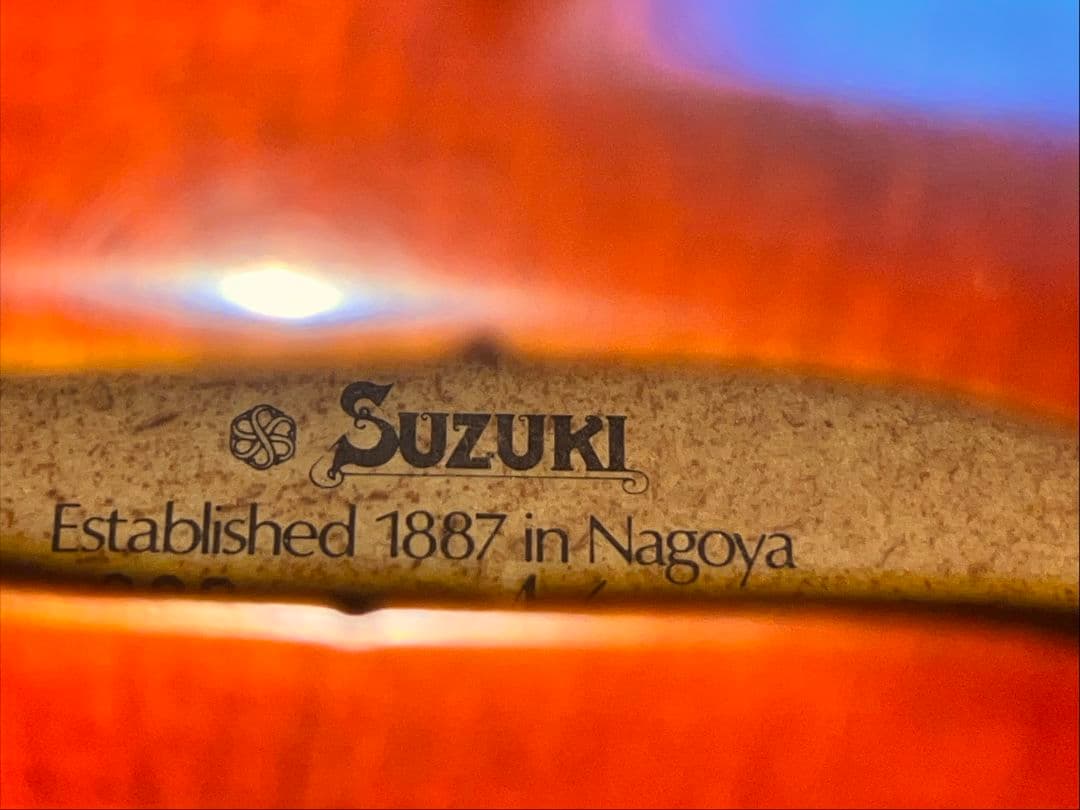 SUZUKI
Established 1887 in Nagoya